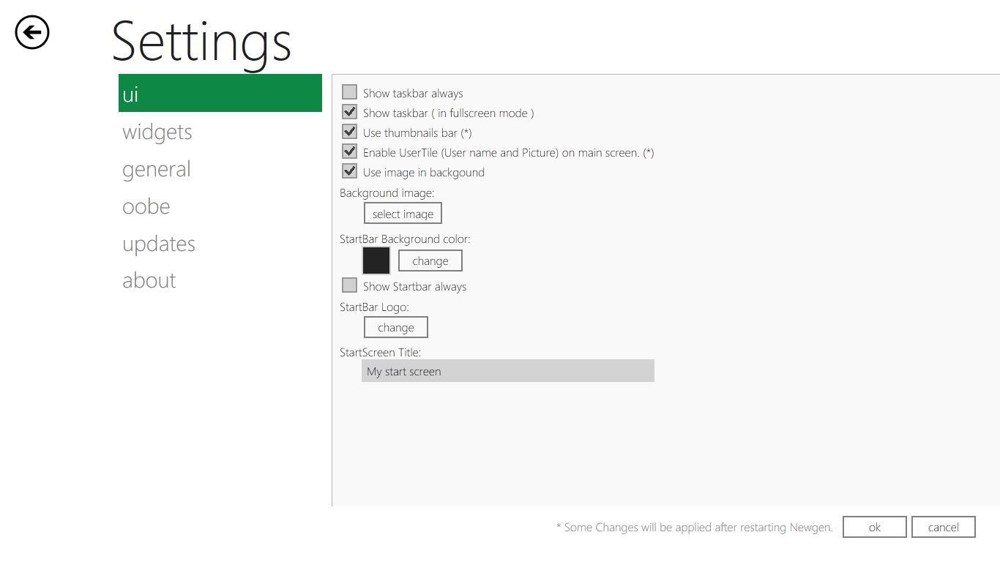 Settings
ui
widgets
general
oobe
updates
about
Show taskbar always
Show taskbar ( in fullscreen mode )
Use thumbnails bar (*)
Enable UserTile (User name and Picture) on main screen. (*)
Use image in backgound
Background image:
select image
StartBar Background color:
change
Show Startbar always
StartBar Logo:
change
StartScreen Title:
My start screen
* Some Changes will be applied after restarting Newgen.
ok
cancel